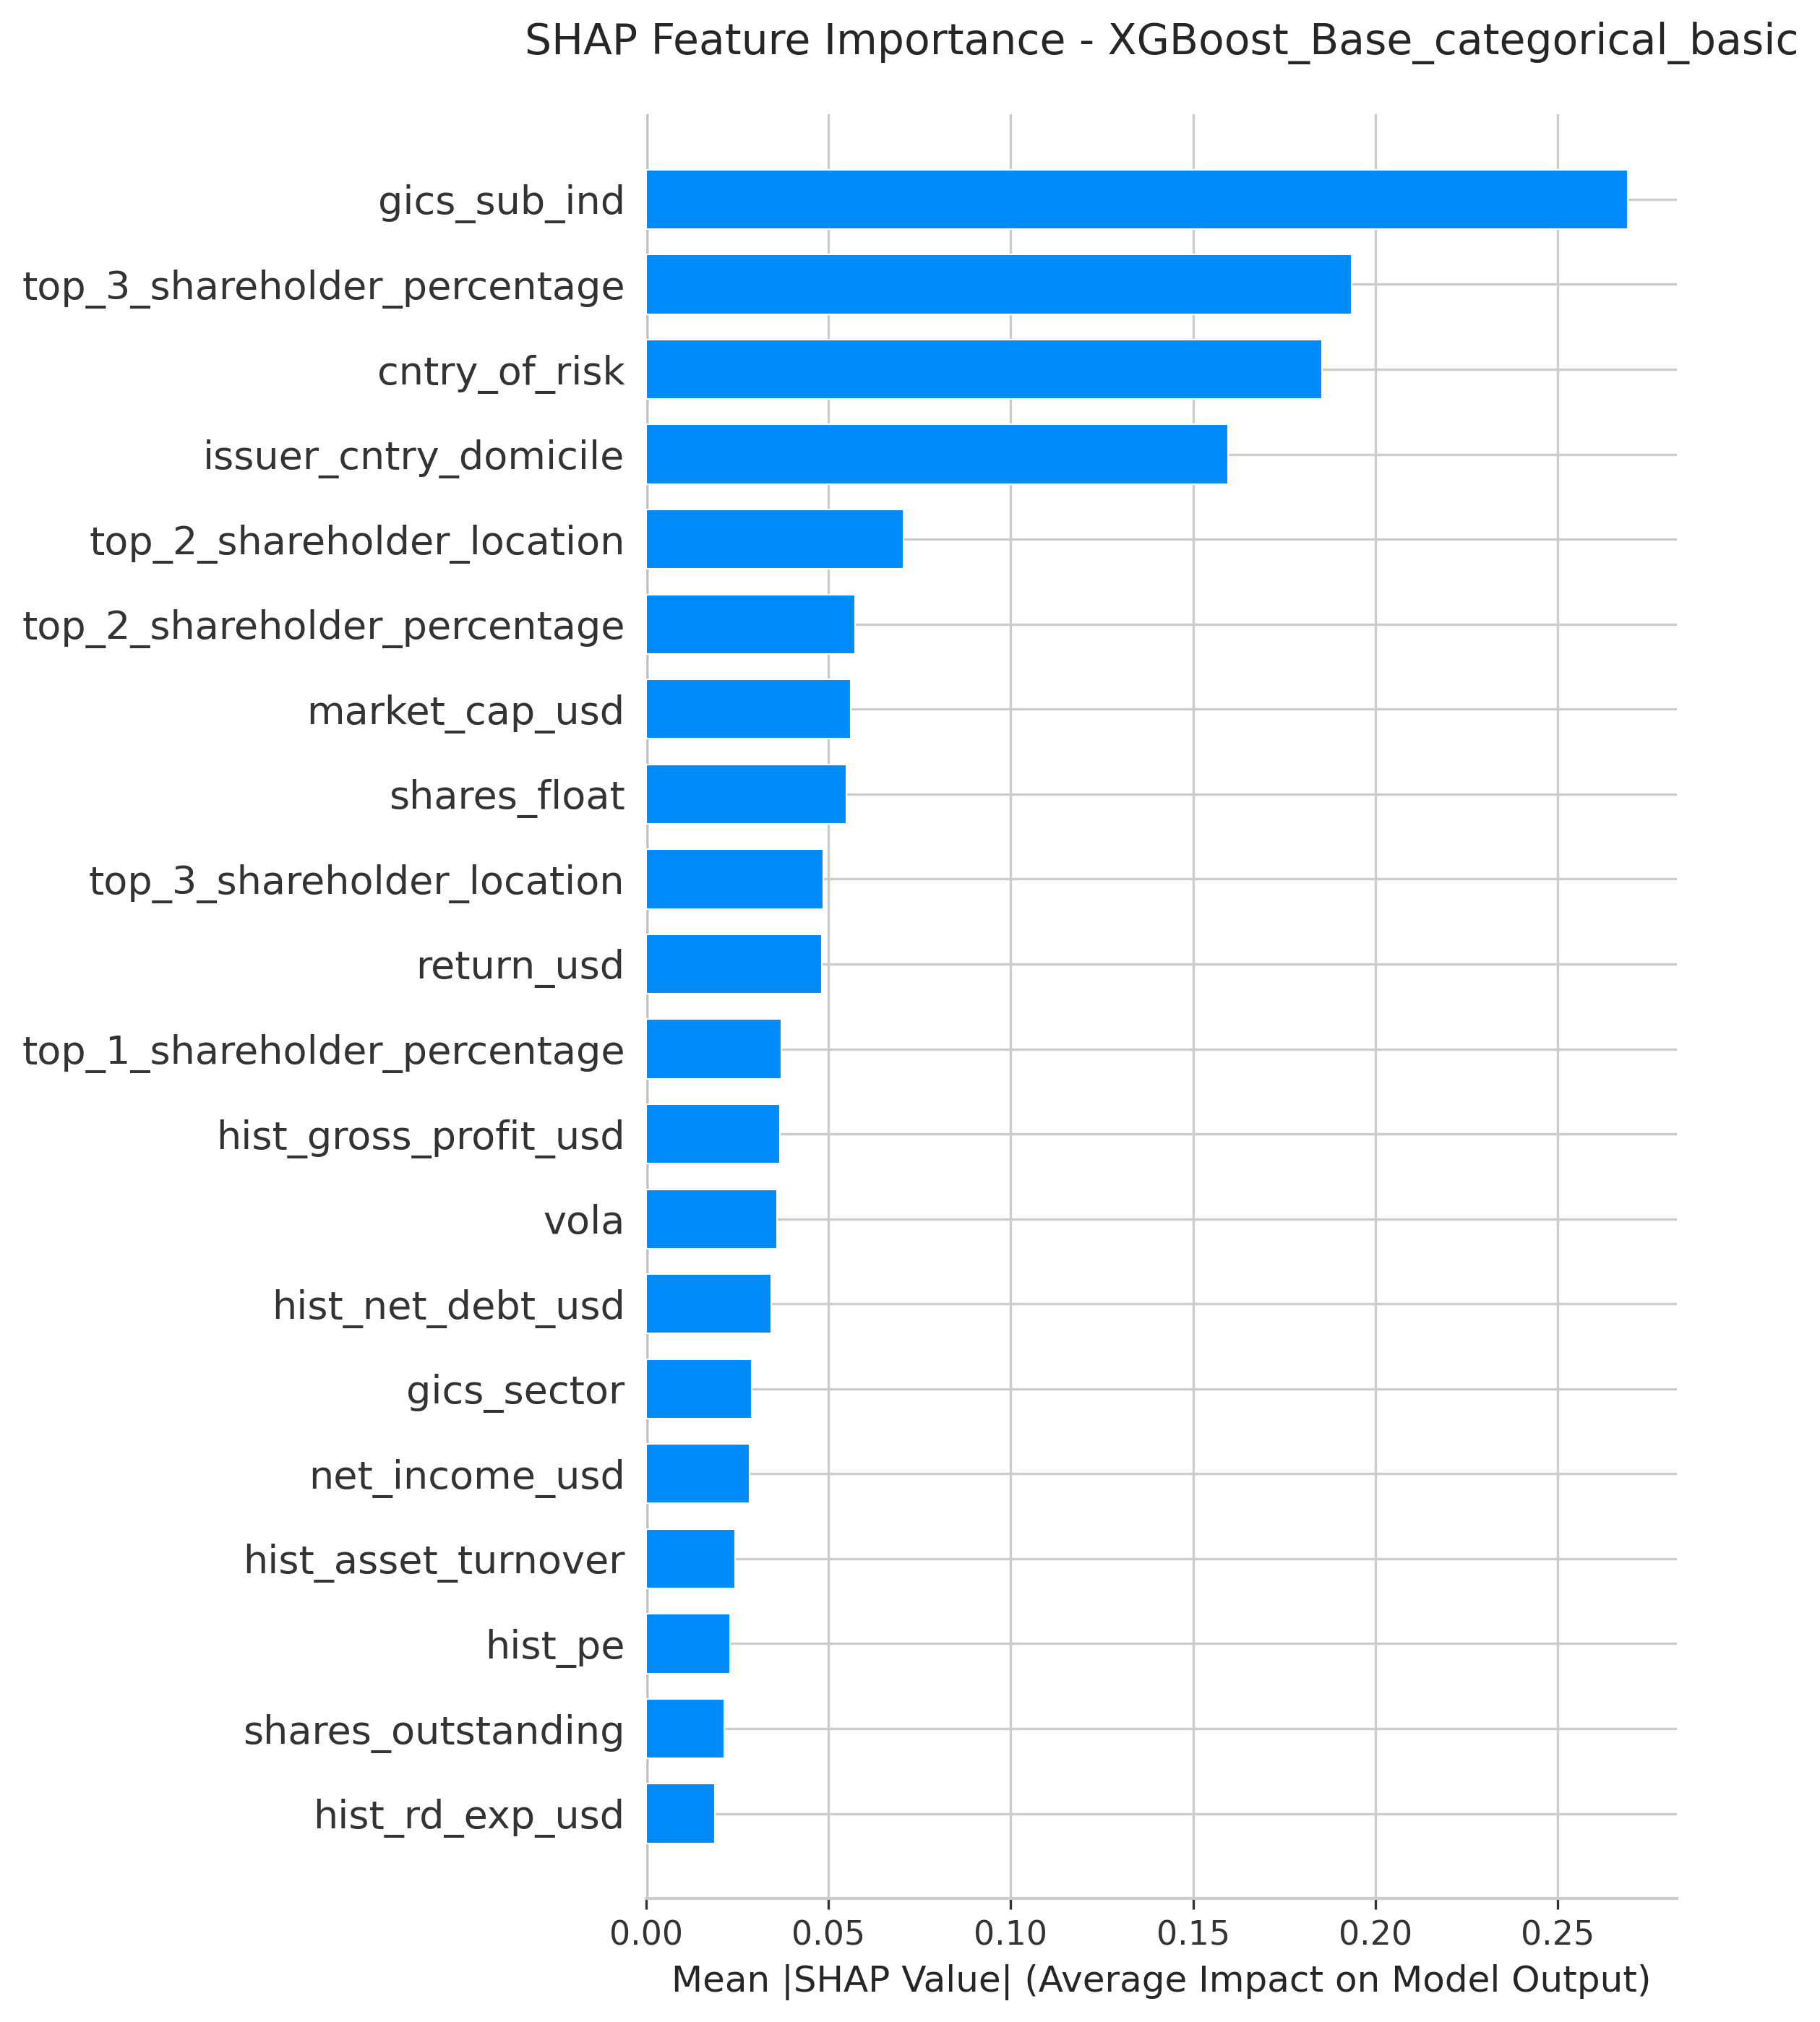 SHAP Feature Importance - XGBoost_Base_categorical_basic
gics_sub_ind
top_3_shareholder_percentage
cntry_of_risk
issuer_cntry_domicile
top_2_shareholder_location
top_2_shareholder_percentage
market_cap_usd
shares_float
top_3_shareholder_location
return_usd
top_1_shareholder_percentage
hist_gross_profit_usd
vola
hist_net_debt_usd
gics_sector
net_income_usd
hist_asset_turnover
hist_pe
shares_outstanding
hist_rd_exp_usd
0.00 0.05 0.10 0.15 0.20 0.25
Mean |SHAP Value| (Average Impact on Model Output)